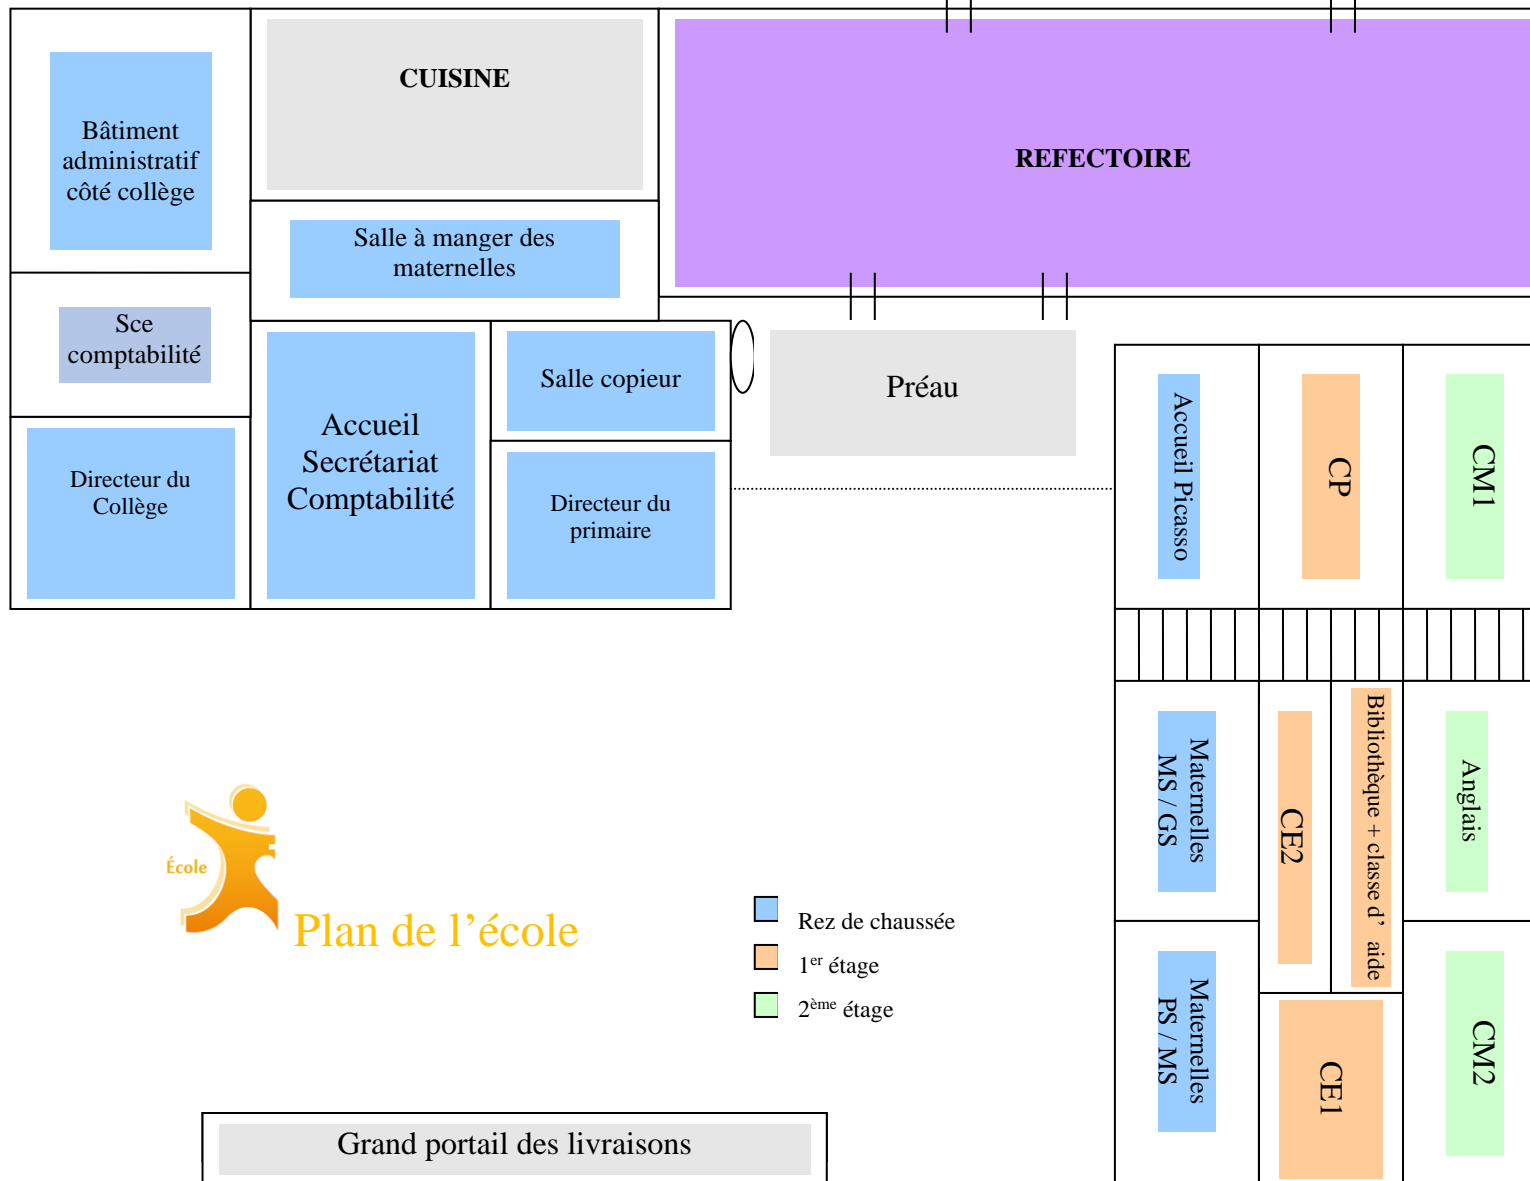 CUISINE
REFECTOIRE
Bâtiment
administratif
côté collège
Salle à manger des
maternelles
Sce
comptabilité
Salle copieur
Préau
Accueil
Secrétariat
Comptabilité
Directeur du
Collège
Directeur du
primaire
Accueil Picasso
CP
CM1
Maternelles
MS / GS
CE2
Bibliothèque + classe d’ aide
Anglais
École
Plan de l’école
Rez de chaussée
1er étage
2ème étage
Maternelles
PS / MS
CE1
CM2
Grand portail des livraisons